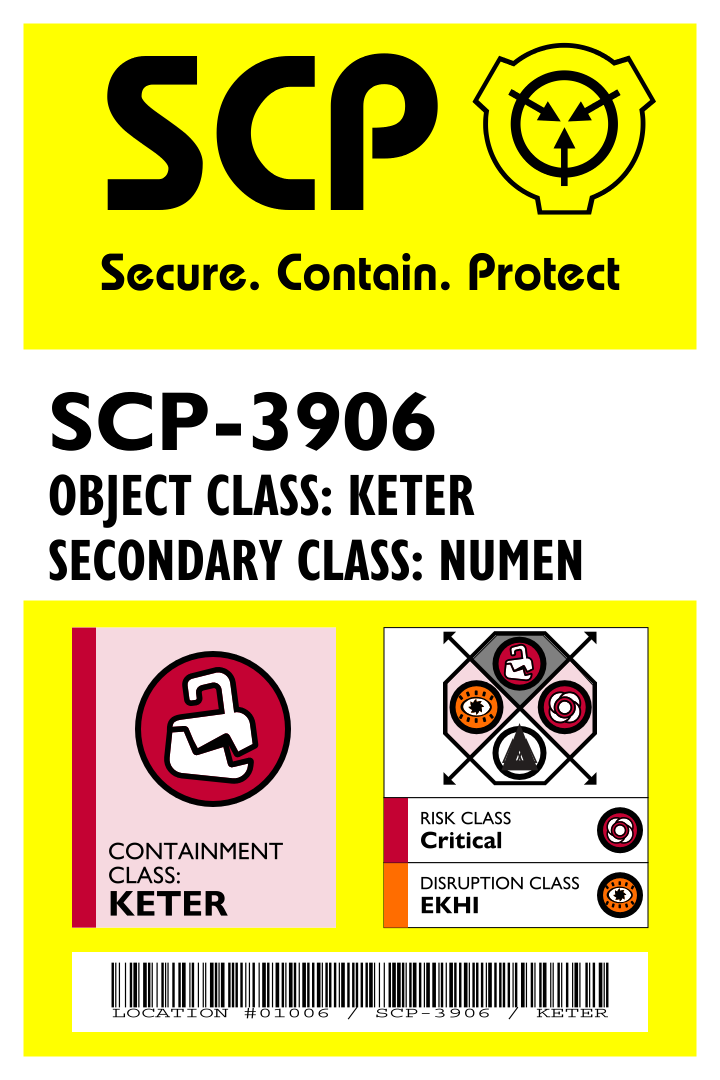 SCP
Secure. Contain. Protect
SCP-3906
OBJECT CLASS: KETER
SECONDARY CLASS: NUMEN
CONTAINMENT
CLASS:
KETER
RISK CLASS
Critical
DISRUPTION CLASS
EKHI
LOCATION #01006 / SCP-3906 / KETER